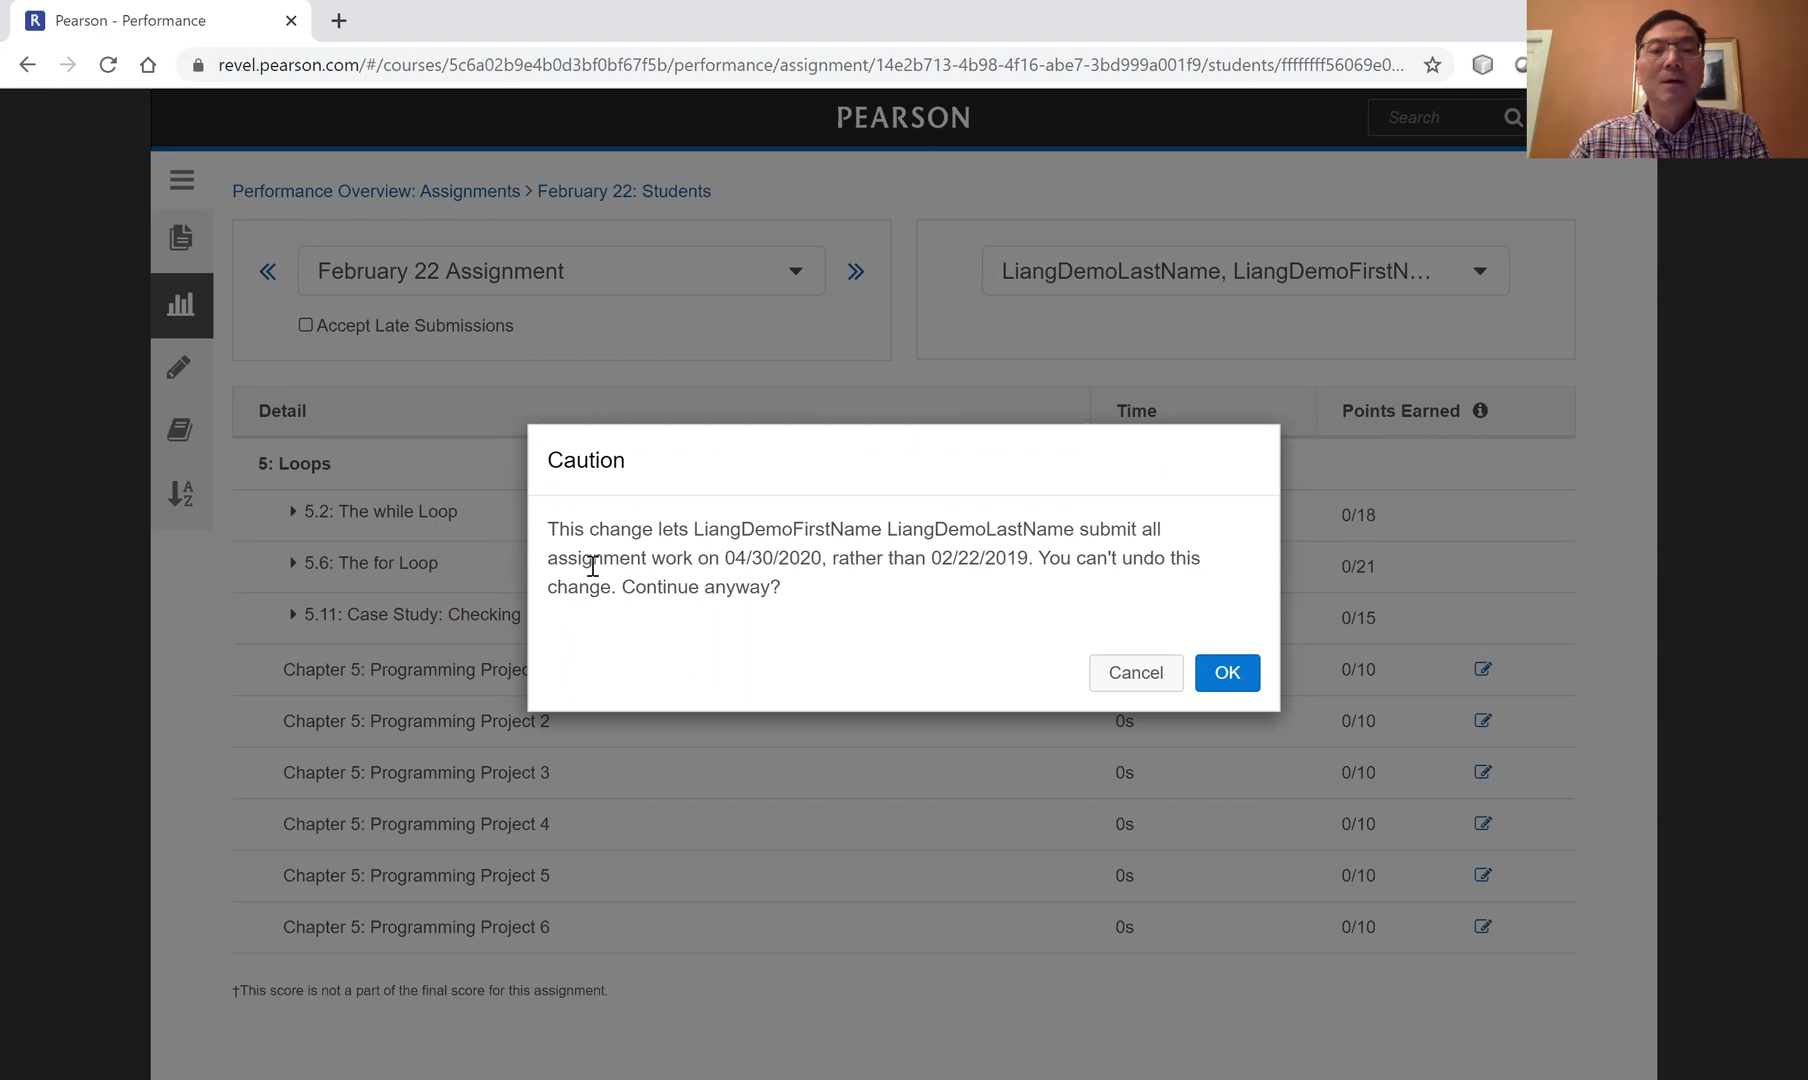 R Pearson - Performance
revel.pearson.com/#/courses/5c6a02b9e4b0d3bf0bf67f5b/performance/assignment/14e2b713-4b98-4f16-abe7-3bd999a001f9/students/ffffffff56069e0...
PEARSON
Search
Performance Overview: Assignments > February 22: Students
February 22 Assignment
LiangDemoLastName, LiangDemoFirstN...
Accept Late Submissions
Detail
Time
Points Earned
5: Loops
5.2: The while Loop
0/18
5.6: The for Loop
0/21
5.11: Case Study: Checking
0/15
Caution
This change lets LiangDemoFirstName LiangDemoLastName submit all
assignment work on 04/30/2020, rather than 02/22/2019. You can't undo this
change. Continue anyway?
Cancel
OK
Chapter 5: Programming Projec
0/10
Chapter 5: Programming Project 2
0s
0/10
Chapter 5: Programming Project 3
0s
0/10
Chapter 5: Programming Project 4
0s
0/10
Chapter 5: Programming Project 5
0s
0/10
Chapter 5: Programming Project 6
0s
0/10
†This score is not a part of the final score for this assignment.
A
Z